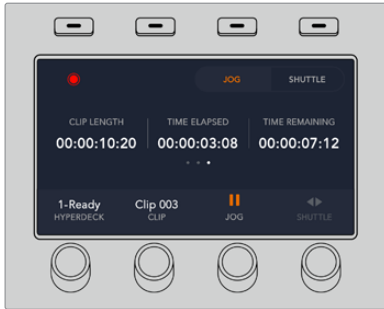 JOG SHUTTLE
CLIP LENGTH TIME ELAPSED TIME REMAINING
00:00:10:20 00:00:03:08 00:00:07:12
1-Ready Clip 003
HYPERDECK CLIP JOG SHUTTLE